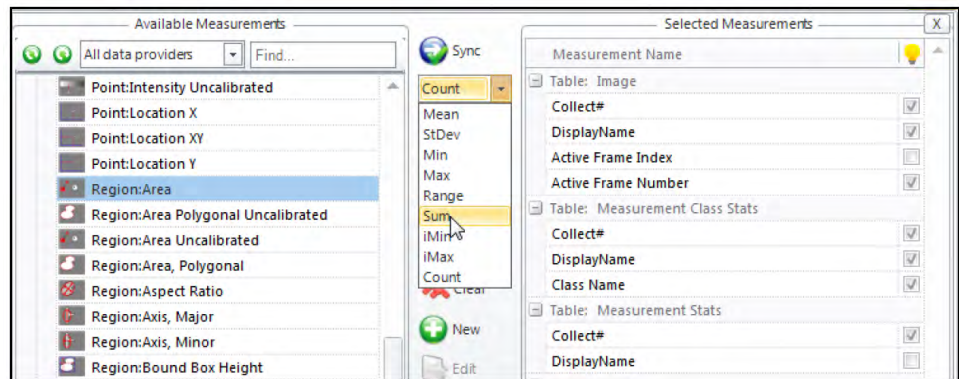 Available Measurements
All data providers
Find...
Point:Intensity Uncalibrated
Point:Location X
Point:Location XY
Point:Location Y
Region:Area
Region:Area Polygonal Uncalibrated
Region:Area Uncalibrated
Region:Area, Polygonal
Region:Aspect Ratio
Region:Axis, Major
Region:Axis, Minor
Region:Bound Box Height
Sync
Count
Mean
StDev
Min
Max
Range
Sum
iMin
iMax
Count
Clear
New
Edit
Selected Measurements
X
Measurement Name
Table: Image
Collect#
DisplayName
Active Frame Index
Active Frame Number
Table: Measurement Class Stats
Collect#
DisplayName
Class Name
Table: Measurement Stats
Collect#
DisplayName